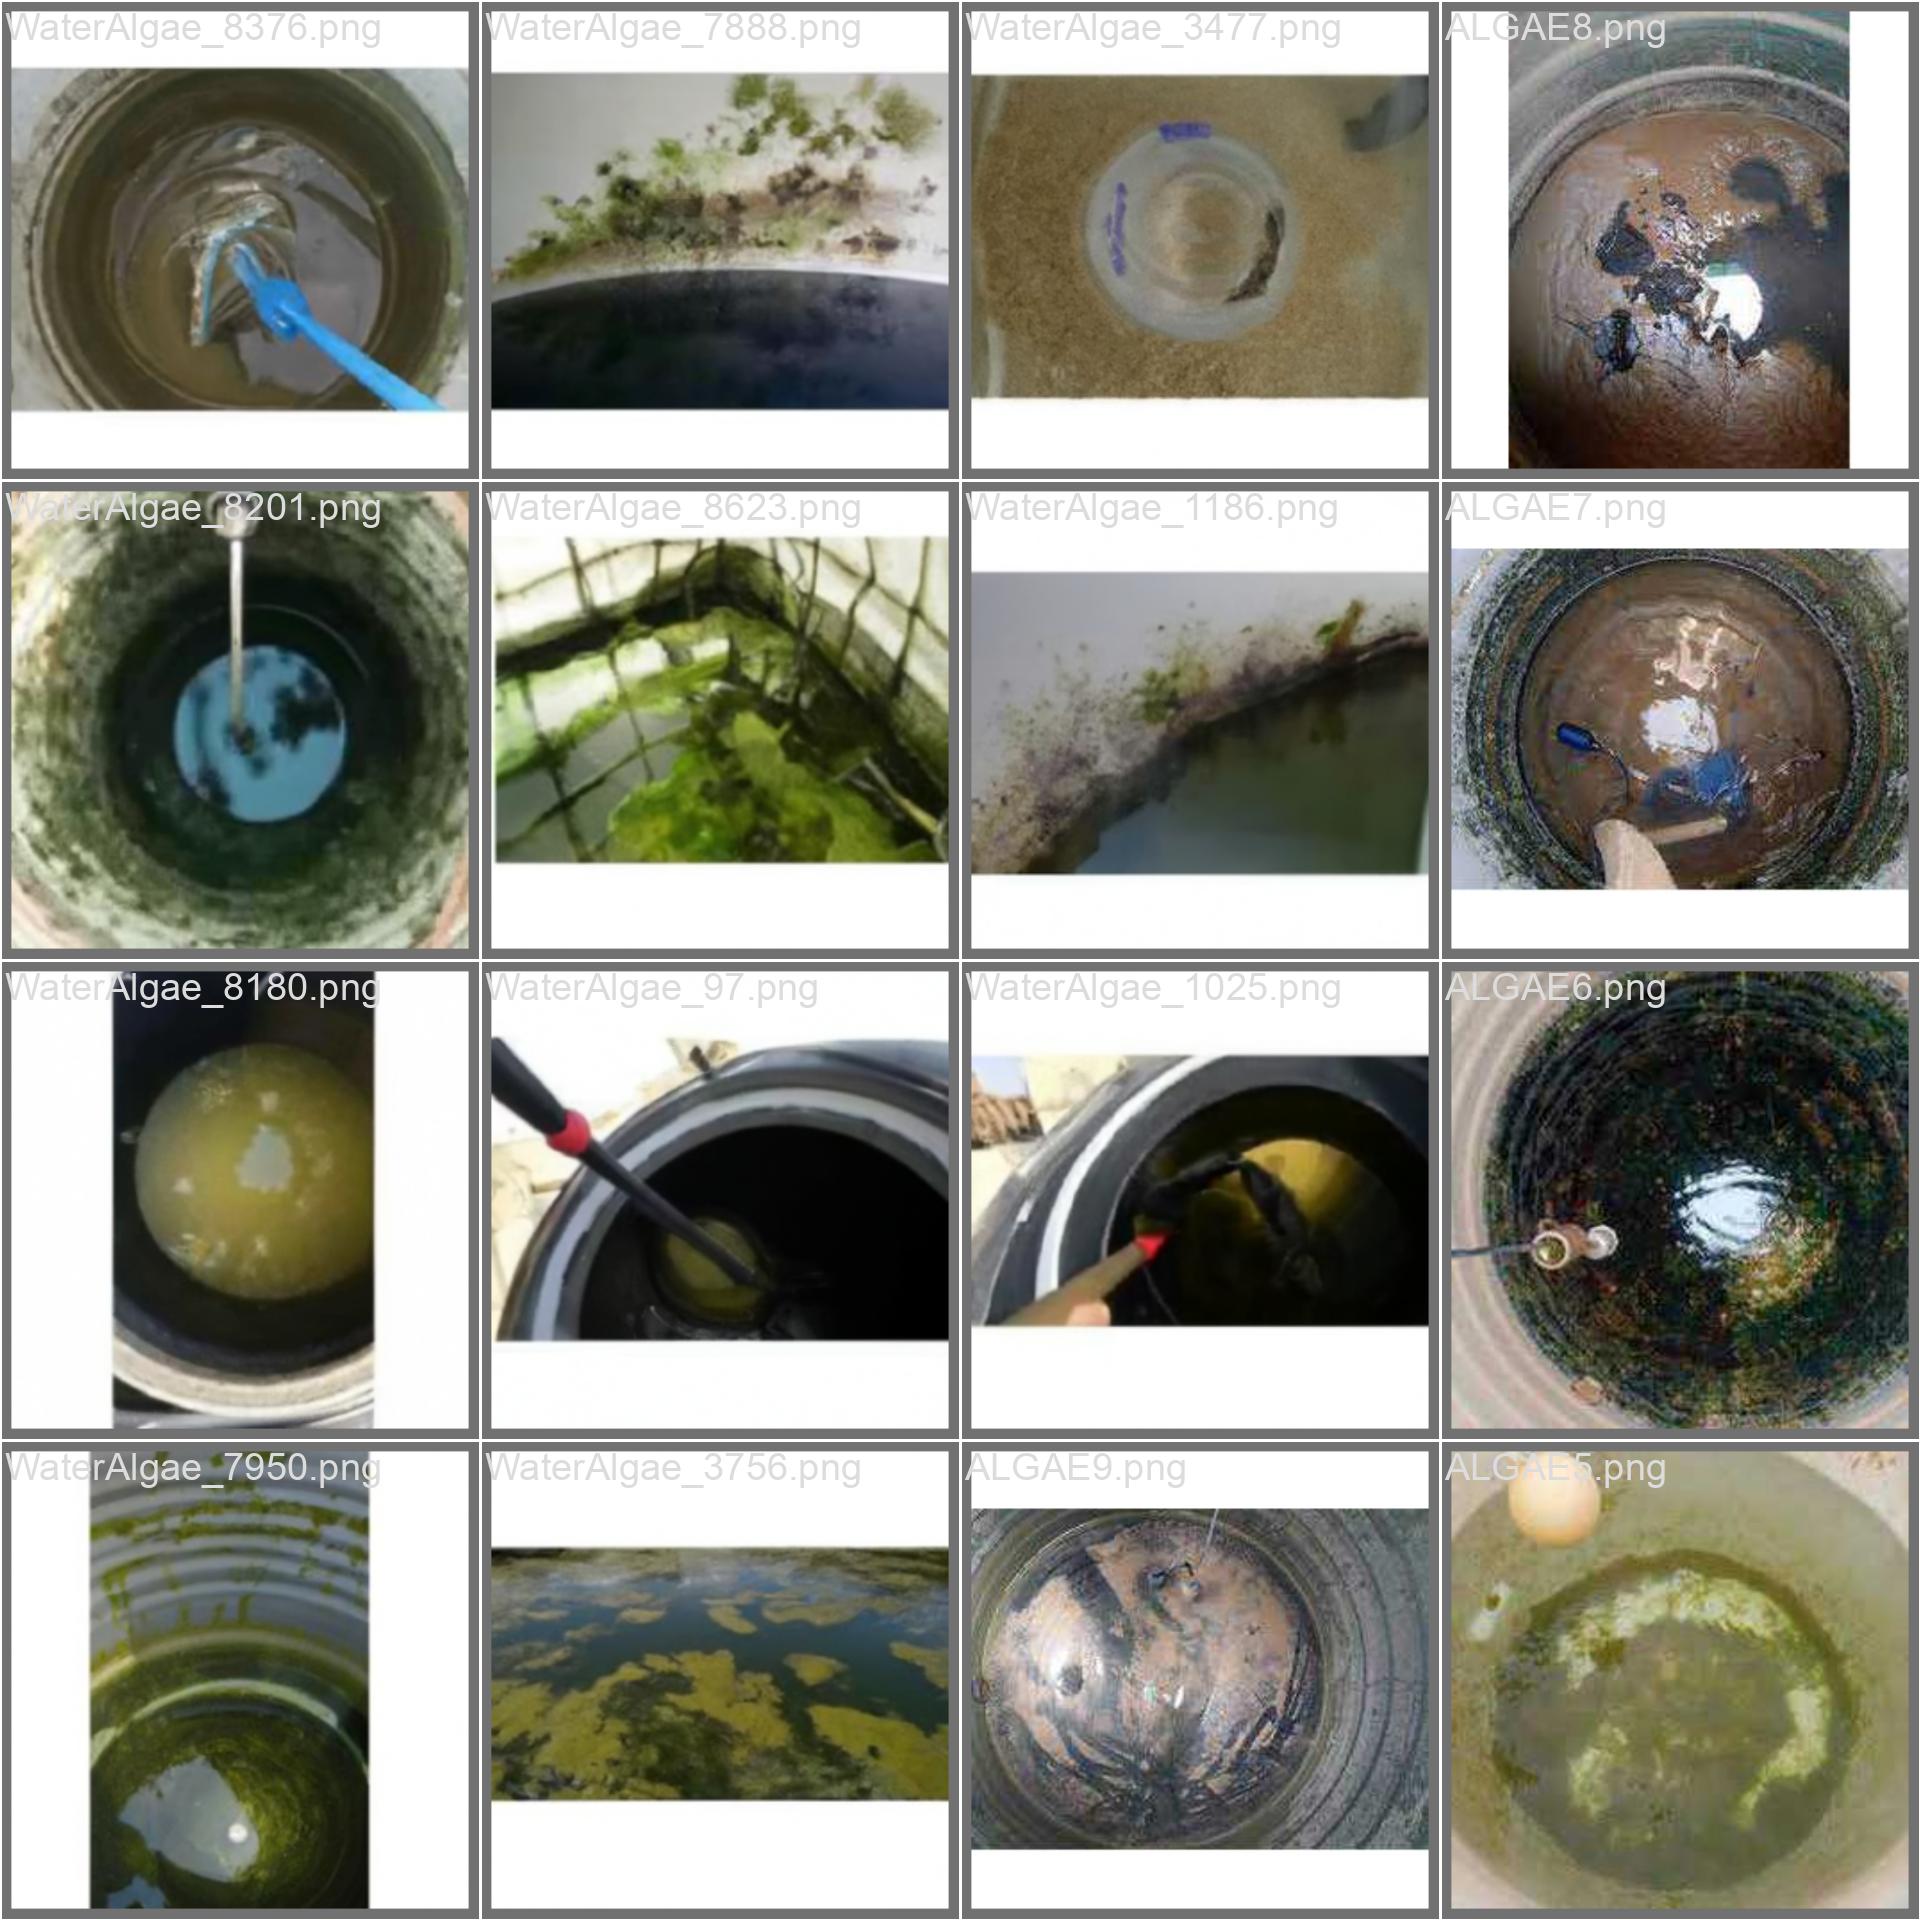 WaterAlgae_8376.png
WaterAlgae_7888.png
WaterAlgae_3477.png
ALGAE8.png
WaterAlgae_8201.png
WaterAlgae_8623.png
WaterAlgae_1186.png
ALGAE7.png
WaterAlgae_8180.png
WaterAlgae_97.png
WaterAlgae_1025.png
ALGAE6.png
WaterAlgae_7950.png
WaterAlgae_3756.png
ALGAE9.png
ALGAE5.png